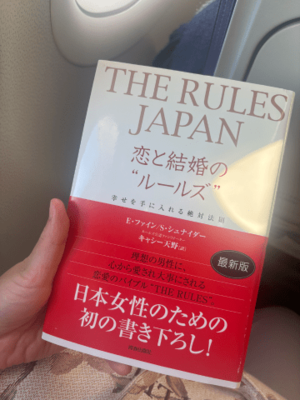 THE RULES
JAPAN
恋と結婚の
“ルールズ”
幸せを手に入れる絶対法則
E・ファイン/S・シュナイダー
キャシー天野
最新版
理想の男性に、
心から愛され大事にされる
恋愛のバイブル“THE RULES”
日本女性のための
初の書き下ろし!